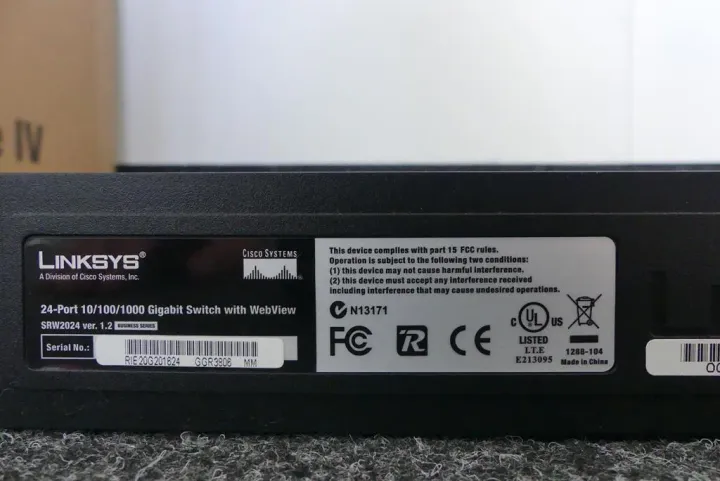 e IV
LINKSYS®
A Division of Cisco Systems, Inc.
CISCO SYSTEMS
24-Port 10/100/1000 Gigabit Switch with WebView
SRW2024 ver. 1.2 BUSINESS SERIES
Serial No.:
RIE20G201624 GGR3806 MM
This device complies with part 15 FCC rules.
Operation is subject to the following two conditions:
(1) this device may not cause harmful interference.
(2) this device must accept any interference received
including interference that may cause undesired operations.
N13171
FC
R
CE
C UL US
LISTED
I.T.E
E213095
1288-104
Made in China